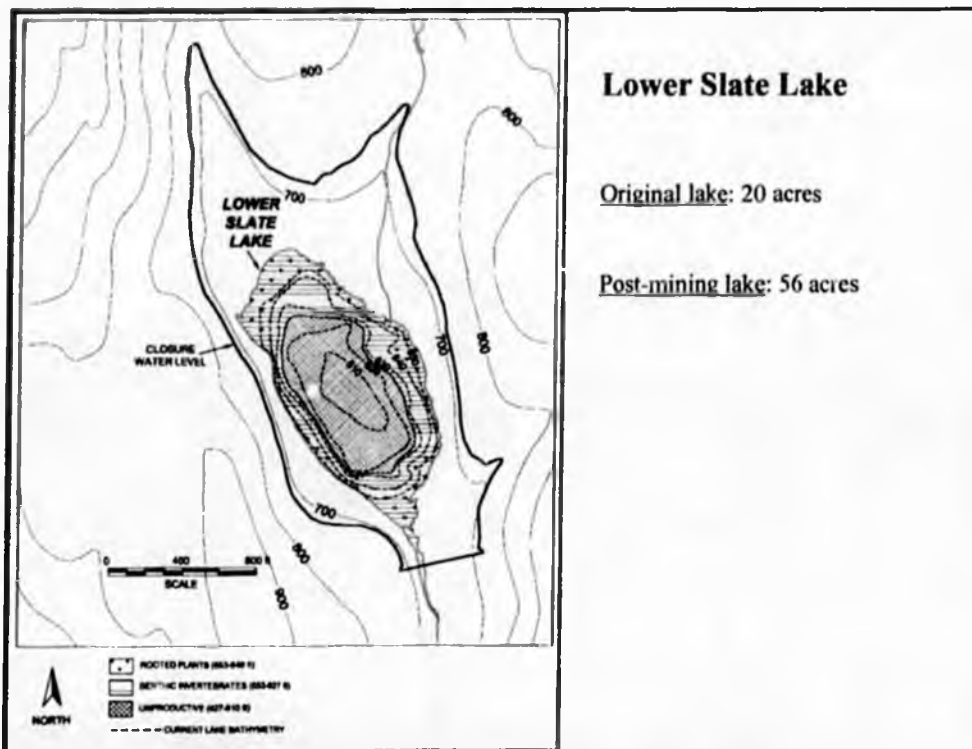 Lower Slate Lake
Original lake: 20 acres
Post-mining lake: 56 acres
800
800
700
LOWER
SLATE
LAKE
CLOSURE
WATER LEVEL
700
800
610
700
800
900
0 400 800 ft
SCALE
NORTH
ROOTED PLANTS
BENTHIC INVERTEBRATES
UNPRODUCTIVE
CURRENT LAKE BATHYMETRY